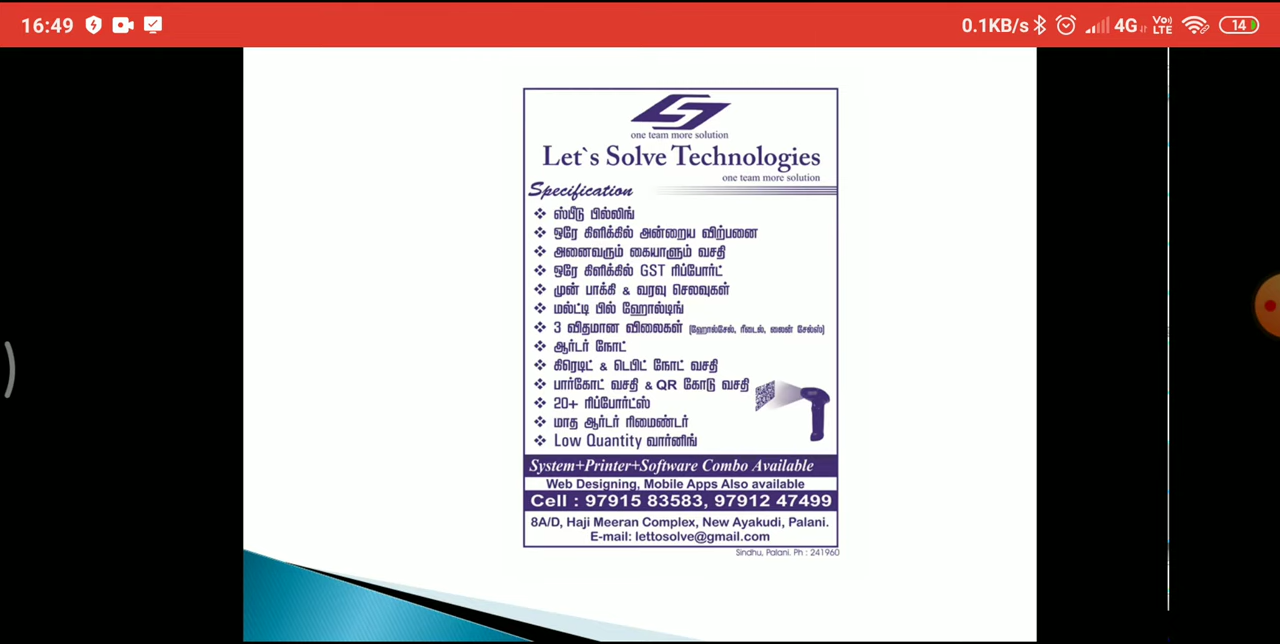 16:49
0.1KB/s 4G Vo)) LTE 14
one team more solution
Let`s Solve Technologies
one team more solution
Specification
❖ ஸ்பீடு பில்லிங்
❖ ஒரே கிளிக்கில் அன்றைய விற்பனை
❖ அனைவரும் கையாளும் வசதி
❖ ஒரே கிளிக்கில் GST ரிப்போர்ட்
❖ முன் பாக்கி & வரவு செலவுகள்
❖ மல்ட்டி பில் ஹோல்டிங்
❖ 3 விதமான விலைகள் (ஹோல்சேல், ரீடைல், லைன் சேல்ஸ்)
❖ ஆர்டர் நோட்
❖ கிரெடிட் & டெபிட் நோட் வசதி
❖ பார்கோட் வசதி & QR கோடு வசதி
❖ 20+ ரிப்போர்ட்ஸ்
❖ மாத ஆர்டர் ரிமைண்டர்
❖ Low Quantity வார்னிங்
System+Printer+Software Combo Available
Web Designing, Mobile Apps Also available
Cell : 97915 83583, 97912 47499
8A/D, Haji Meeran Complex, New Ayakudi, Palani.
E-mail: lettosolve@gmail.com
Sindhu, Palani. Ph : 241960